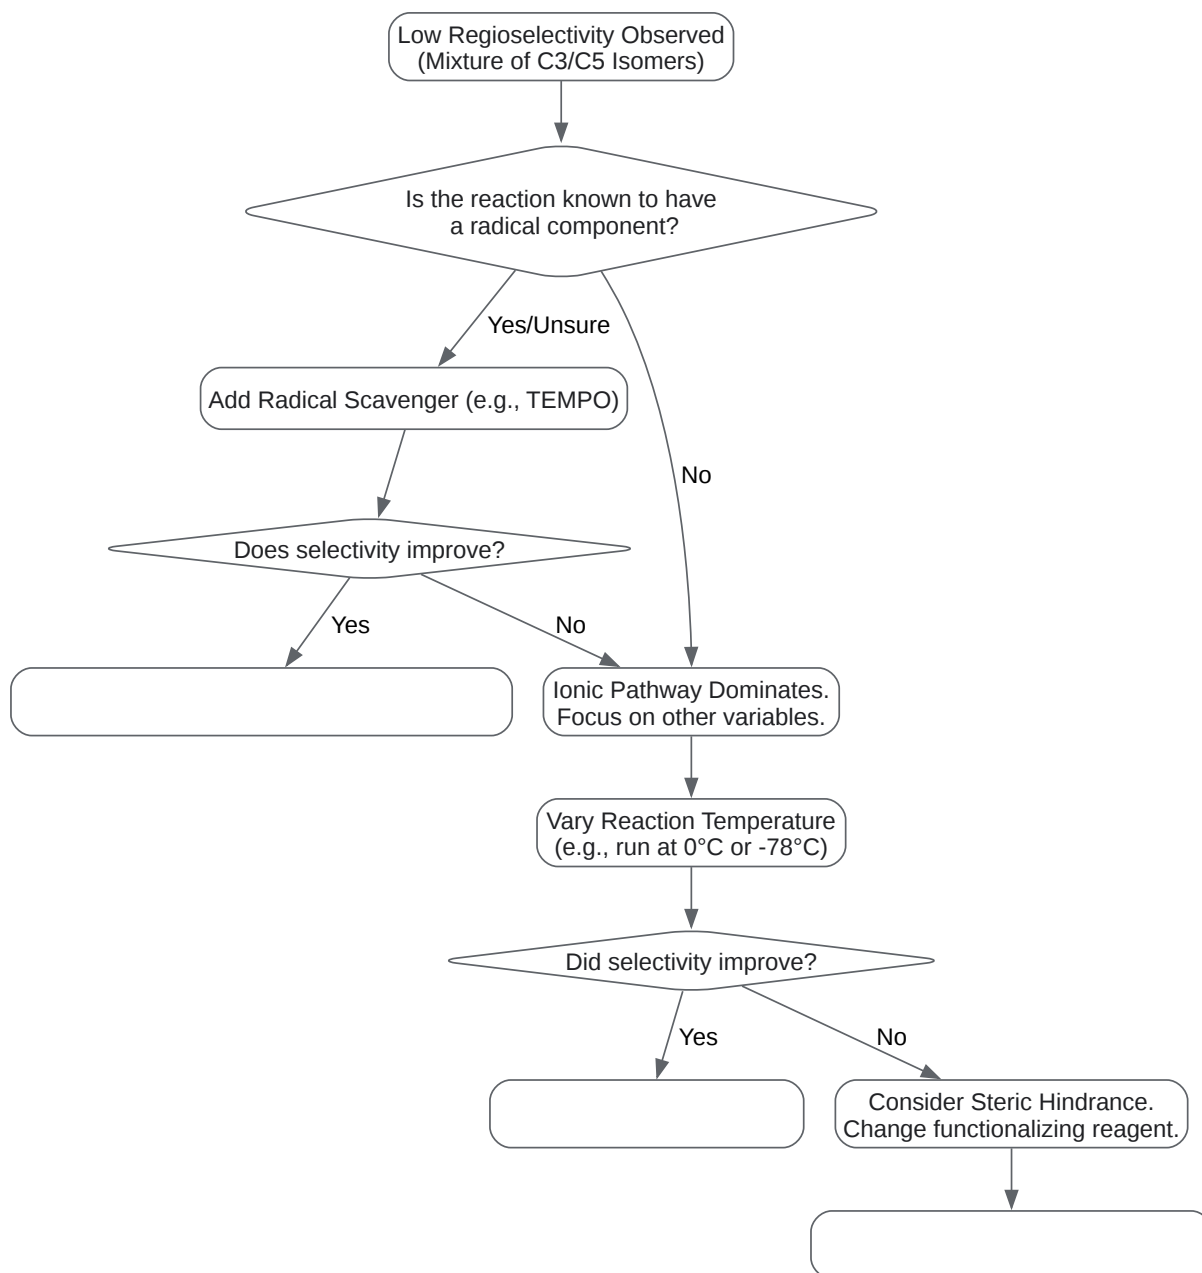 Low Regioselectivity Observed
(Mixture of C3/C5 Isomers)
Is the reaction known to have
a radical component?
Yes/Unsure
Add Radical Scavenger (e.g., TEMPO)
No
Does selectivity improve?
Yes
No
Ionic Pathway Dominates.
Focus on other variables.
Vary Reaction Temperature
(e.g., run at 0°C or -78°C)
Did selectivity improve?
Yes
No
Consider Steric Hindrance.
Change functionalizing reagent.